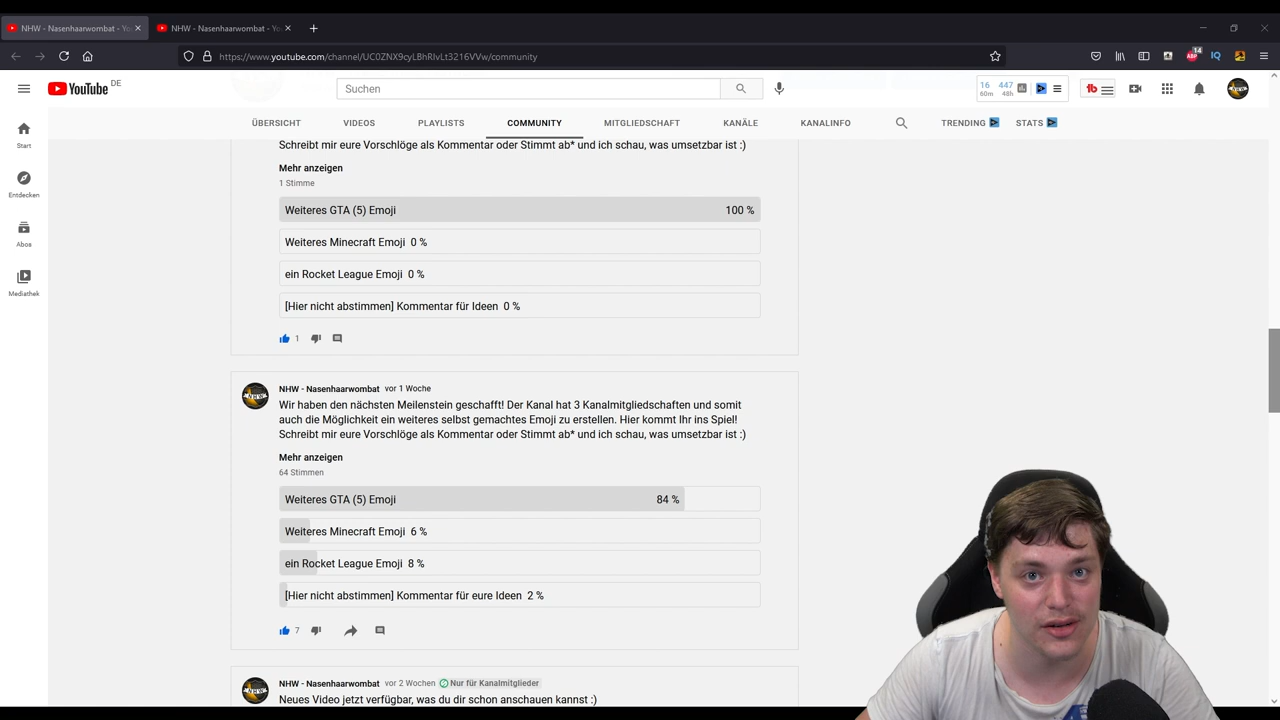 NHW - Nasenhaarwombat - Yo
NHW - Nasenhaarwombat - Yo
https://www.youtube.com/channel/UC0ZNX9cyLBhRIvLt3216VVw/community
14
YouTube DE
Suchen
16 447
60m 48h
ÜBERSICHT VIDEOS PLAYLISTS COMMUNITY MITGLIEDSCHAFT KANÄLE KANALINFO TRENDING STATS
Start
Entdecken
Abos
Mediathek
Schreibt mir eure Vorschläge als Kommentar oder Stimmt ab* und ich schau, was umsetzbar ist :)
Mehr anzeigen
1 Stimme
Weiteres GTA (5) Emoji 100 %
Weiteres Minecraft Emoji 0 %
ein Rocket League Emoji 0 %
[Hier nicht abstimmen] Kommentar für Ideen 0 %
1
NHW - Nasenhaarwombat vor 1 Woche
Wir haben den nächsten Meilenstein geschafft! Der Kanal hat 3 Kanalmitgliedschaften und somit
auch die Möglichkeit ein weiteres selbst gemachtes Emoji zu erstellen. Hier kommt Ihr ins Spiel!
Schreibt mir eure Vorschläge als Kommentar oder Stimmt ab* und ich schau, was umsetzbar ist :)
Mehr anzeigen
64 Stimmen
Weiteres GTA (5) Emoji 84 %
Weiteres Minecraft Emoji 6 %
ein Rocket League Emoji 8 %
[Hier nicht abstimmen] Kommentar für eure Ideen 2 %
7
NHW - Nasenhaarwombat vor 2 Wochen Nur für Kanalmitglieder
Neues Video jetzt verfügbar, was du dir schon anschauen kannst :)